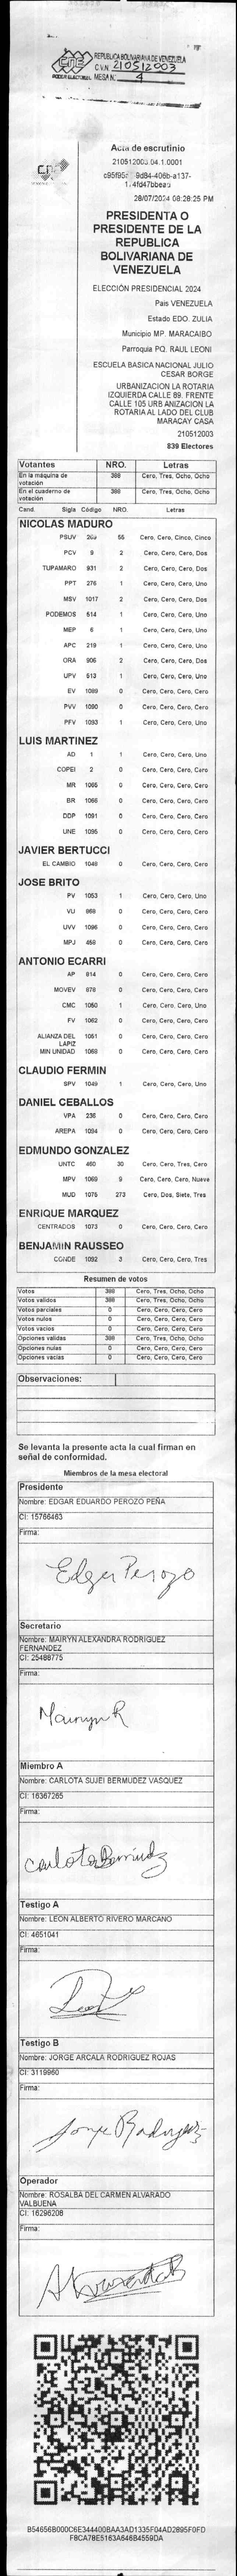 REPUBLICA BOLIVARIANA DE VENEZUELA
CNE
C.V.N: 210512003
PODER ELECTORAL MESA N: 4
Acta de escrutinio
210512003.04.1.0001
28/07/2024 08:28:25 PM
PRESIDENTA O
PRESIDENTE DE LA
REPUBLICA
BOLIVARIANA DE
VENEZUELA
ELECCIÓN PRESIDENCIAL 2024
Pais VENEZUELA
Estado EDO. ZULIA
Municipio MP. MARACAIBO
Parroquia PQ. RAUL LEONI
ESCUELA BASICA NACIONAL JULIO
CESAR BORGE
URBANIZACION LA ROTARIA
IZQUIERDA CALLE 89. FRENTE
CALLE 105 URB ANIZACION LA
ROTARIA AL LADO DEL CLUB
MARACAY CASA
210512003
839 Electores
Votantes NRO. Letras
En la máquina de votación 388 Cero, Tres, Ocho, Ocho
En el cuaderno de votación 388 Cero, Tres, Ocho, Ocho
Cand. Sigla Código NRO. Letras
NICOLAS MADURO
PSUV 55 Cero, Cero, Cinco, Cinco
PCV 9 2 Cero, Cero, Cero, Dos
TUPAMARO 931 2 Cero, Cero, Cero, Dos
PPT 276 1 Cero, Cero, Cero, Uno
MSV 1017 2 Cero, Cero, Cero, Dos
PODEMOS 514 1 Cero, Cero, Cero, Uno
MEP 6 1 Cero, Cero, Cero, Uno
APC 219 1 Cero, Cero, Cero, Uno
ORA 906 2 Cero, Cero, Cero, Dos
UPV 513 1 Cero, Cero, Cero, Uno
EV 1089 0 Cero, Cero, Cero, Cero
PVV 1090 0 Cero, Cero, Cero, Cero
PFV 1093 1 Cero, Cero, Cero, Uno
LUIS MARTINEZ
AD 1 1 Cero, Cero, Cero, Uno
COPEI 2 0 Cero, Cero, Cero, Cero
MR 1065 0 Cero, Cero, Cero, Cero
BR 1066 0 Cero, Cero, Cero, Cero
DDP 1091 0 Cero, Cero, Cero, Cero
UNE 1095 0 Cero, Cero, Cero, Cero
JAVIER BERTUCCI
EL CAMBIO 1048 0 Cero, Cero, Cero, Cero
JOSE BRITO
PV 1053 1 Cero, Cero, Cero, Uno
VU 868 0 Cero, Cero, Cero, Cero
UVV 1096 0 Cero, Cero, Cero, Cero
MPJ 458 0 Cero, Cero, Cero, Cero
ANTONIO ECARRI
AP 814 0 Cero, Cero, Cero, Cero
MOVEV 878 0 Cero, Cero, Cero, Cero
CMC 1050 1 Cero, Cero, Cero, Uno
FV 1062 0 Cero, Cero, Cero, Cero
ALIANZA DEL LAPIZ 1051 0 Cero, Cero, Cero, Cero
MIN UNIDAD 1068 0 Cero, Cero, Cero, Cero
CLAUDIO FERMIN
SPV 1049 1 Cero, Cero, Cero, Uno
DANIEL CEBALLOS
VPA 236 0 Cero, Cero, Cero, Cero
AREPA 1094 0 Cero, Cero, Cero, Cero
EDMUNDO GONZALEZ
UNTC 460 30 Cero, Cero, Tres, Cero
MPV 1069 9 Cero, Cero, Cero, Nueve
MUD 1075 273 Cero, Dos, Siete, Tres
ENRIQUE MARQUEZ
CENTRADOS 1073 0 Cero, Cero, Cero, Cero
BENJAMIN RAUSSEO
CONDE 1092 3 Cero, Cero, Cero, Tres
Resumen de votos
Votos 388 Cero, Tres, Ocho, Ocho
Votos validos 388 Cero, Tres, Ocho, Ocho
Votos parciales 0 Cero, Cero, Cero, Cero
Votos nulos 0 Cero, Cero, Cero, Cero
Votos vacios 0 Cero, Cero, Cero, Cero
Opciones validas 388 Cero, Tres, Ocho, Ocho
Opciones nulas 0 Cero, Cero, Cero, Cero
Opciones vacias 0 Cero, Cero, Cero, Cero
Observaciones:
Se levanta la presente acta la cual firman en
señal de conformidad.
Miembros de la mesa electoral
Presidente
Nombre: EDGAR EDUARDO PEROZO PEÑA
CI: 15766463
Firma:
Edgar Perozo
Secretario
Nombre: MAIRYN ALEXANDRA RODRIGUEZ
FERNANDEZ
CI: 25488775
Firma:
Mairyn R
Miembro A
Nombre: CARLOTA SUJEI BERMUDEZ VASQUEZ
CI: 16367265
Firma:
Carlota Bermudez
Testigo A
Nombre: LEON ALBERTO RIVERO MARCANO
CI: 4651041
Firma:
Testigo B
Nombre: JORGE ARCALA RODRIGUEZ ROJAS
CI: 3119960
Firma:
Jorge Rodriguez
Operador
Nombre: ROSALBA DEL CARMEN ALVARADO
VALBUENA
CI: 16296208
Firma:
B54656B000C6E344400BAA3AD1335F04AD2895F0FD
F8CA78E5163A646B4559DA